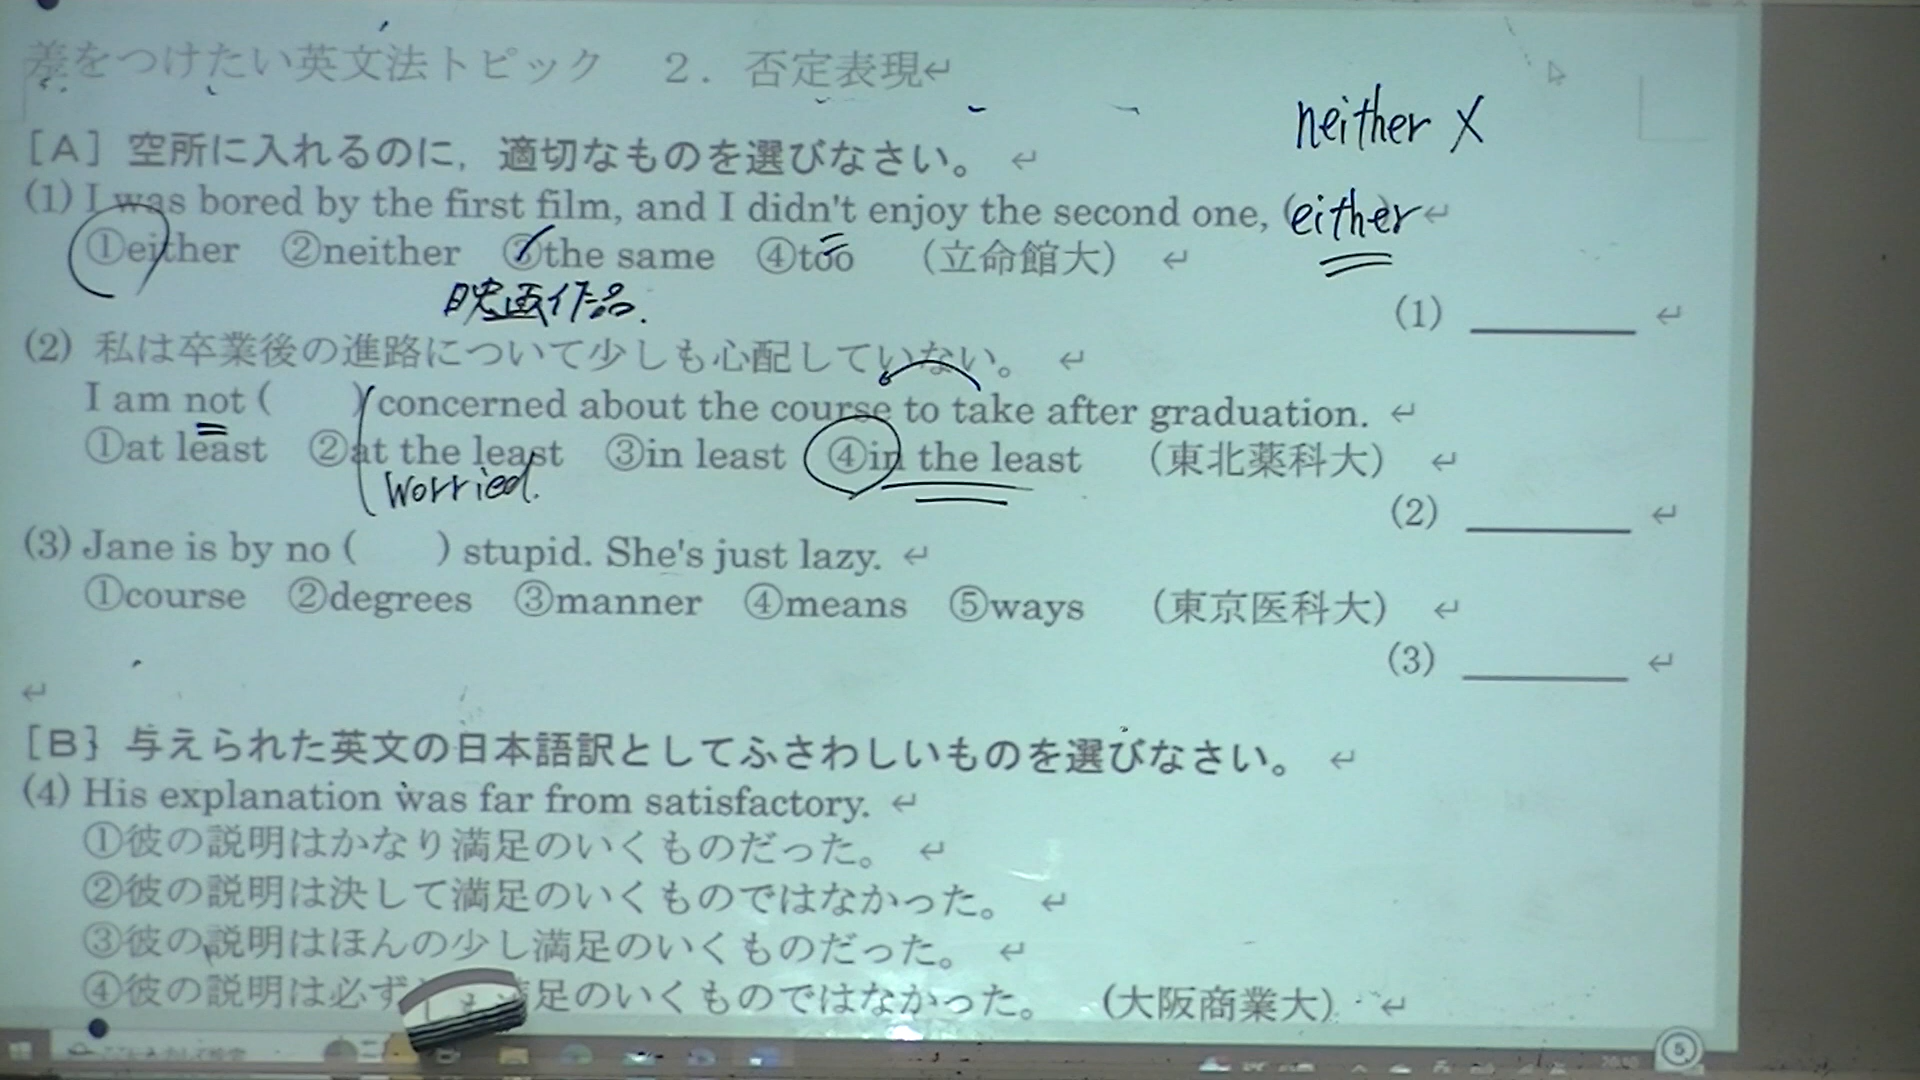 差をつけたい英文法トピック　２．否定表現↵
neither X
［Ａ］空所に入れるのに，適切なものを選びなさい。↵
(1) I was bored by the first film, and I didn't enjoy the second one, (either↵
①either　②neither　③the same　④too　（立命館大）↵
映画作品.
(1) ________ ↵
(2) 私は卒業後の進路について少しも心配していない。↵
I am not (　　) concerned about the course to take after graduation. ↵
①at least　②at the least　③in least　④in the least　（東北薬科大）↵
worried.
(2) ________ ↵
(3) Jane is by no (　　) stupid. She's just lazy. ↵
①course　②degrees　③manner　④means　⑤ways　（東京医科大）↵
(3) ________ ↵
↵
［Ｂ］与えられた英文の日本語訳としてふさわしいものを選びなさい。↵
(4) His explanation was far from satisfactory. ↵
①彼の説明はかなり満足のいくものだった。↵
②彼の説明は決して満足のいくものではなかった。↵
③彼の説明はほんの少し満足のいくものだった。↵
④彼の説明は必ず 足のいくものではなかった。　（大阪商業大）↵
5